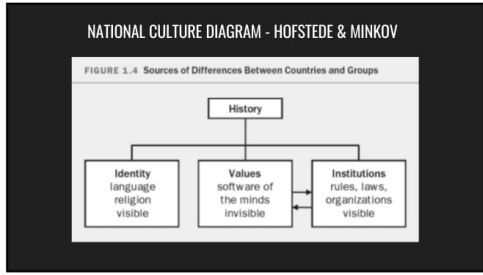 NATIONAL CULTURE DIAGRAM - HOFSTEDE & MINKOV
FIGURE 1.4 Sources of Differences Between Countries and Groups
History
Identity
language
religion
visible
Values
software of
the minds
invisible
Institutions
rules, laws,
organizations
visible